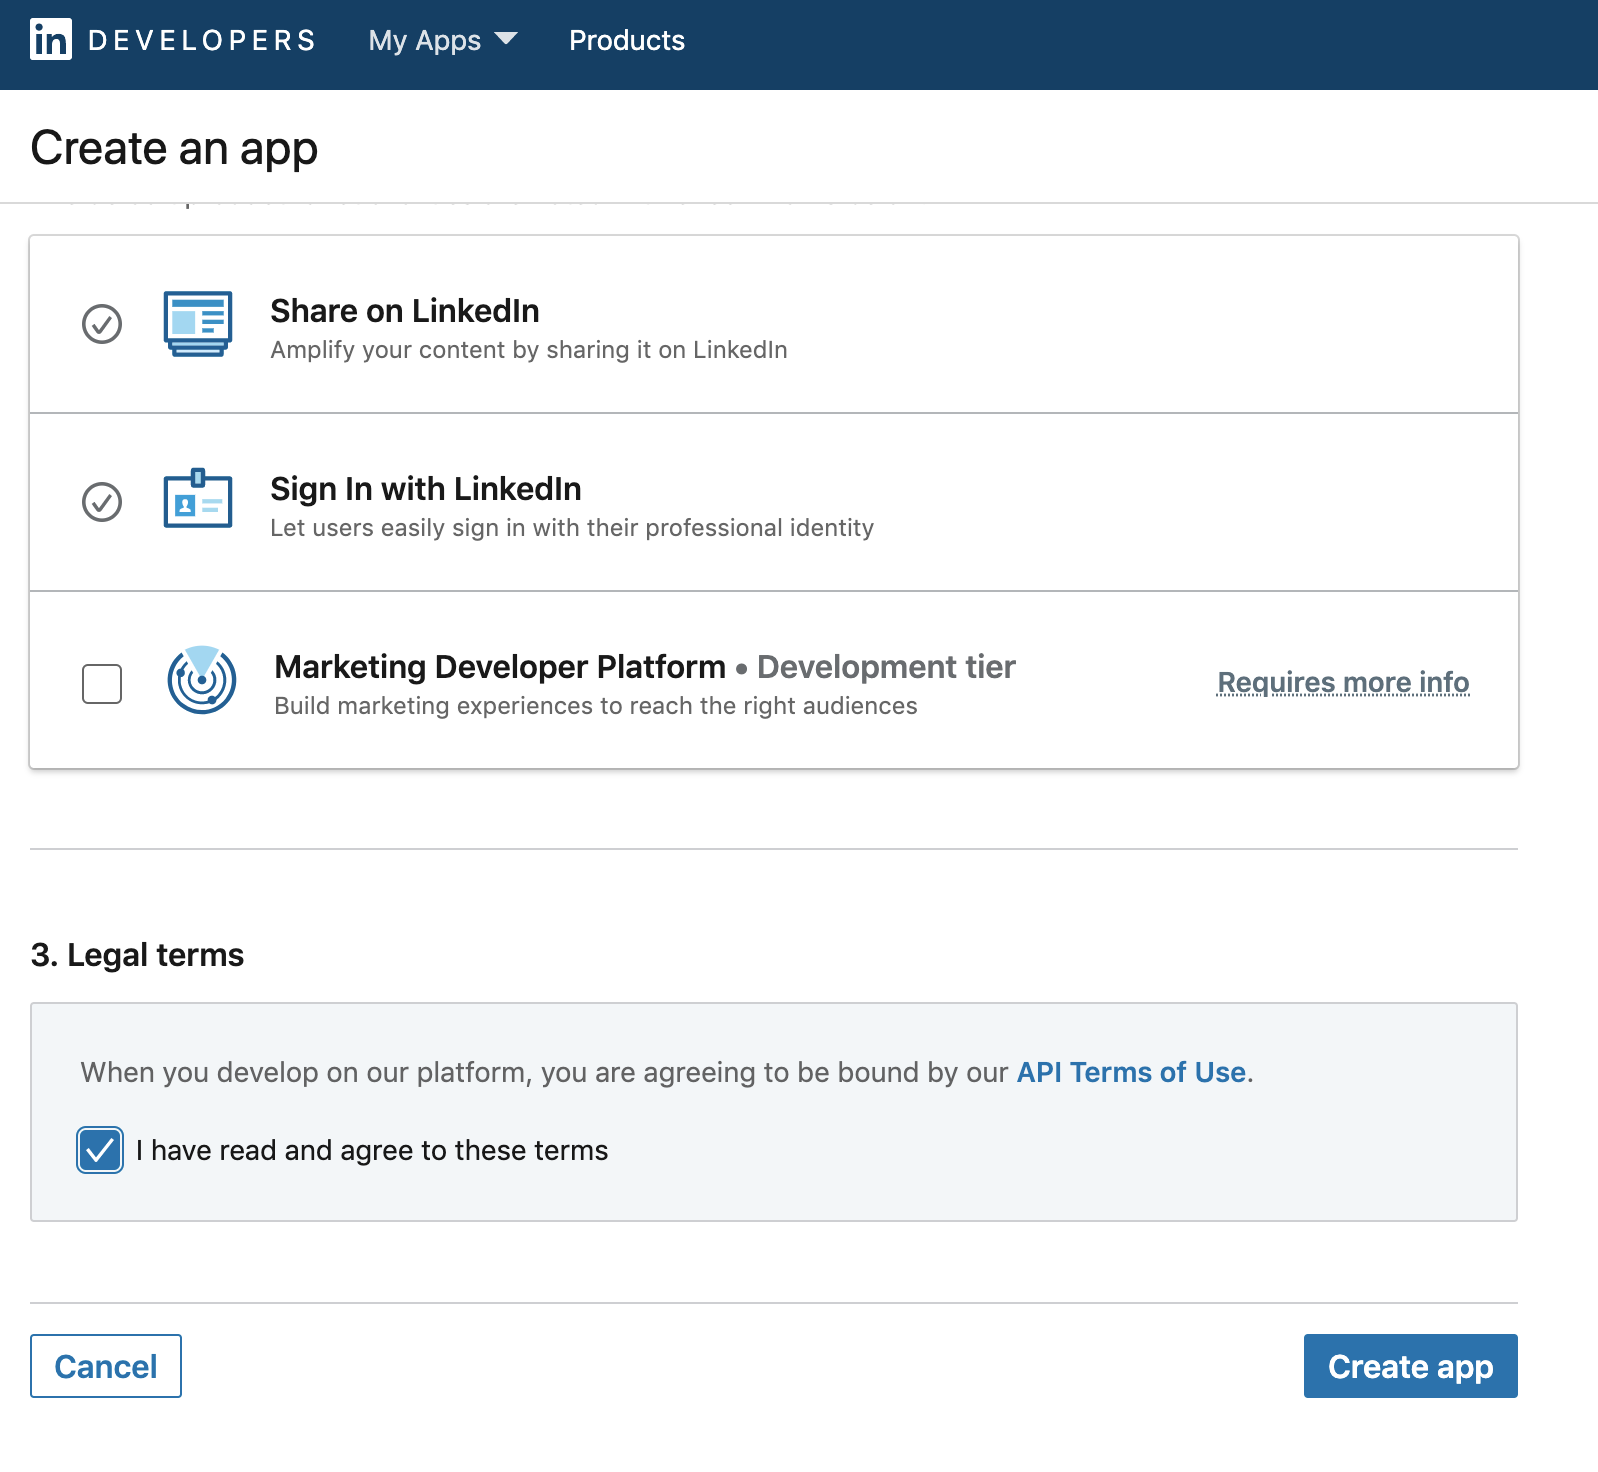 in DEVELOPERS My Apps Products
Create an app
Share on LinkedIn
Amplify your content by sharing it on LinkedIn
Sign In with LinkedIn
Let users easily sign in with their professional identity
Marketing Developer Platform • Development tier
Requires more info
Build marketing experiences to reach the right audiences
3. Legal terms
When you develop on our platform, you are agreeing to be bound by our API Terms of Use.
I have read and agree to these terms
Cancel
Create app